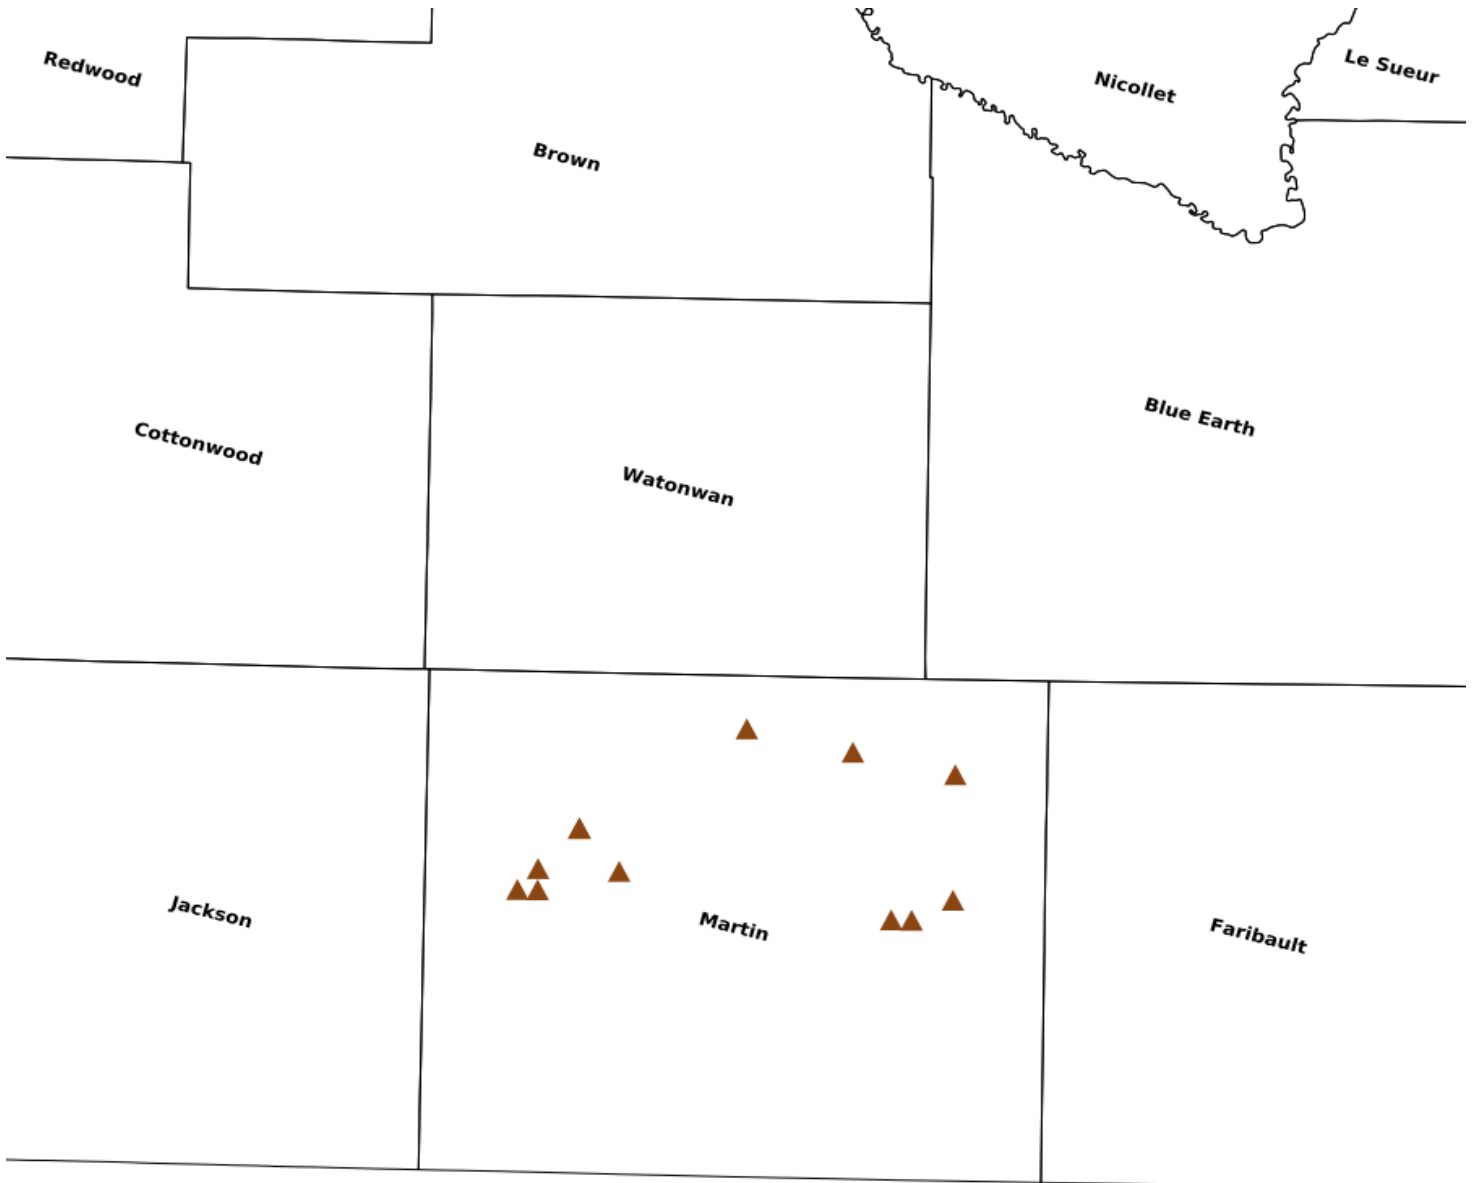 Redwood
Le Sueur
Nicollet
Brown
Blue Earth
Cottonwood
Watonwan
Jackson
Martin
Faribault